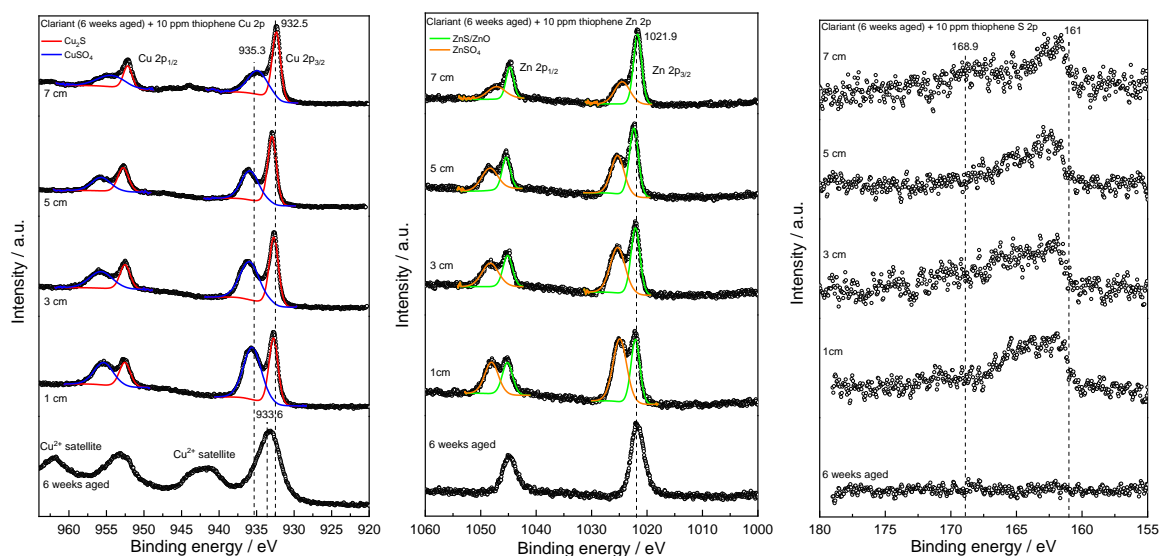 Clariant (6 weeks aged) + 10 ppm thiophene Cu 2p
932.5
935.3
Cu₂S
CuSO₄
Cu 2p₁/₂
Cu 2p₃/₂
7 cm
5 cm
3 cm
1 cm
933.6
Cu²⁺ satellite
Cu²⁺ satellite
6 weeks aged
Intensity / a.u.
960 955 950 945 940 935 930 925 920
Binding energy / eV
Clariant (6 weeks aged) + 10 ppm thiophene Zn 2p
ZnS/ZnO
ZnSO₄
1021.9
Zn 2p₁/₂
Zn 2p₃/₂
7 cm
5 cm
3 cm
1cm
6 weeks aged
Intensity / a.u.
1060 1050 1040 1030 1020 1010 1000
Binding energy / eV
Clariant (6 weeks aged) + 10 ppm thiophene S 2p
168.9
161
7 cm
5 cm
3 cm
1cm
6 weeks aged
Intensity / a.u.
180 175 170 165 160 155
Binding energy / eV